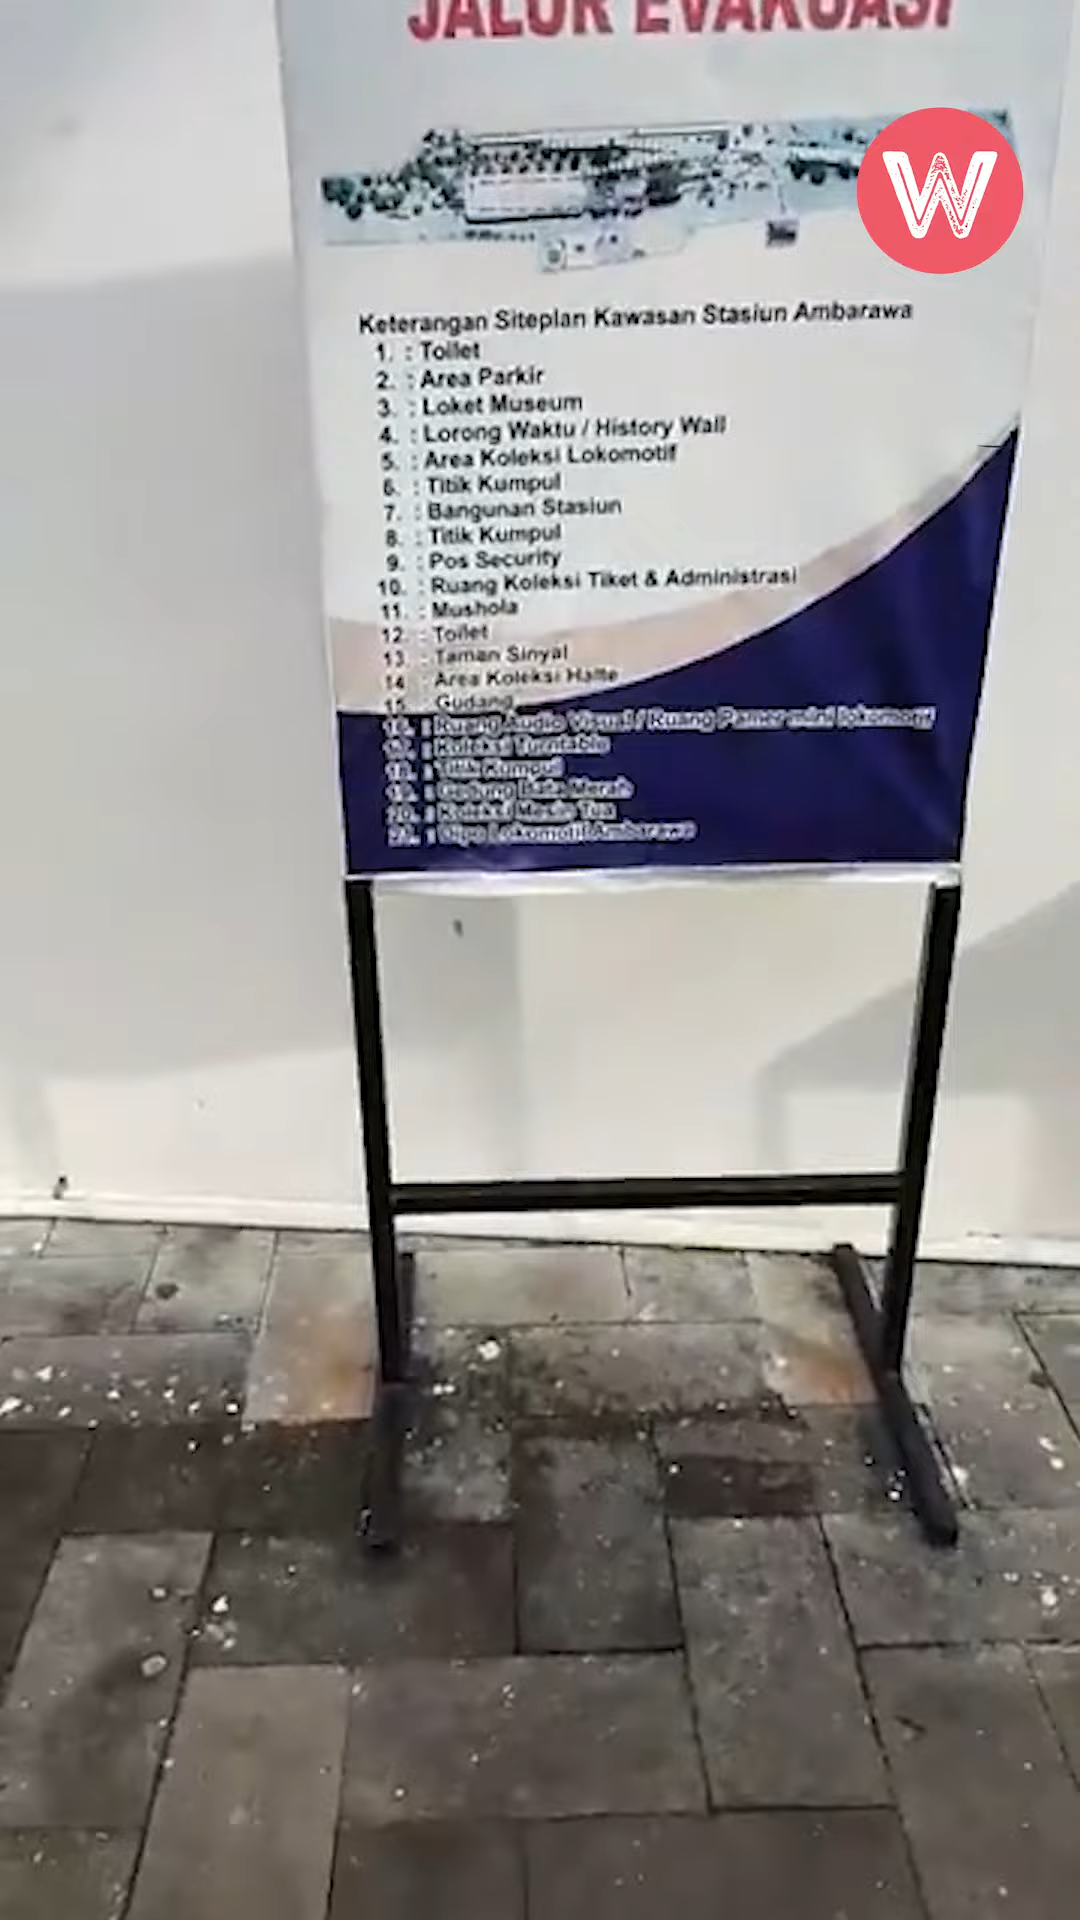 JALUR EVAKUASI
W
Keterangan Siteplan Kawasan Stasiun Ambarawa
1. : Toilet
2. : Area Parkir
3. : Loket Museum
4. : Lorong Waktu / History Wall
5. : Area Koleksi Lokomotif
6. : Titik Kumpul
7. : Bangunan Stasiun
8. : Titik Kumpul
9. : Pos Security
10. : Ruang Koleksi Tiket & Administrasi
11. : Mushola
12. : Toilet
13. : Taman Sinyal
14. : Area Koleksi Halte
15. : Gudang
16. : Ruang Audio Visual / Ruang Pamer mini
17. : Koleksi Turntable
18. : Titik Kumpul
19. : Gedung Bata Merah
20. : Koleksi Mesin Tua
21. : Dipo Lokomotif Ambarawa